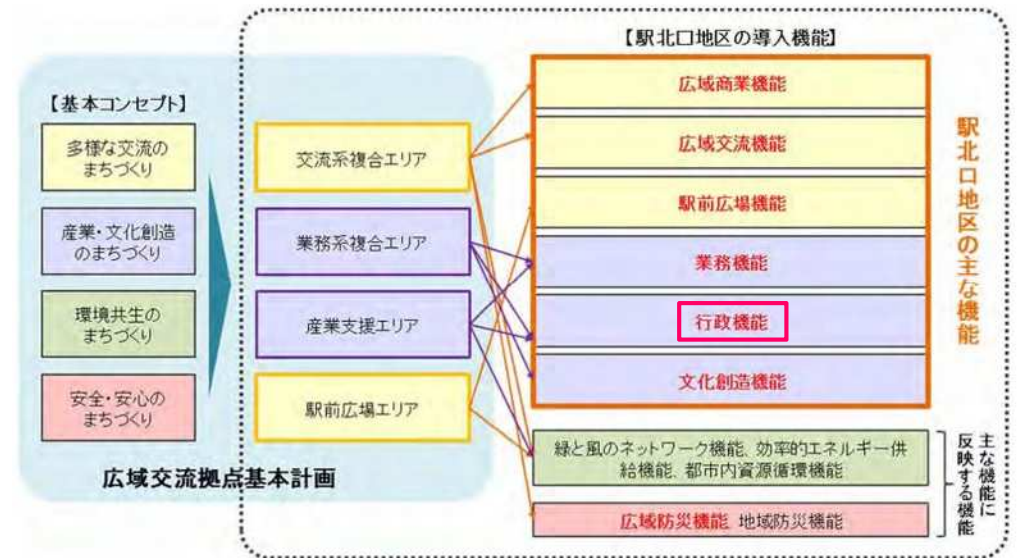 【駅北口地区の導入機能】
【基本コンセプト】
多様な交流の
まちづくり
産業・文化創造
のまちづくり
環境共生の
まちづくり
安全・安心の
まちづくり
広域交流拠点基本計画
交流系複合エリア
業務系複合エリア
産業支援エリア
駅前広場エリア
広域商業機能
広域交流機能
駅前広場機能
業務機能
行政機能
文化創造機能
緑と風のネットワーク機能、効率的エネルギー供
給機能、都市内資源循環機能
広域防災機能 地域防災機能
駅北口地区の主な機能
主な機能に
反映する機能